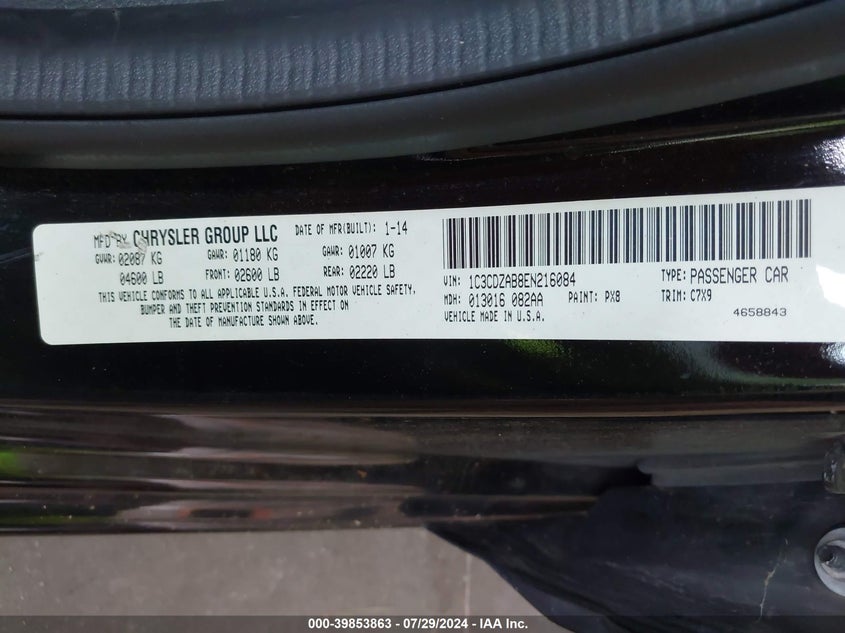 MFD BY CHRYSLER GROUP LLC DATE OF MFR(BUILT): 1-14
GVWR: 02087 KG GAWR: 01180 KG GAWR: 01007 KG
04600 LB FRONT: 02600 LB REAR: 02220 LB
THIS VEHICLE CONFORMS TO ALL APPLICABLE U.S.A. FEDERAL MOTOR VEHICLE SAFETY,
BUMPER AND THEFT PREVENTION STANDARDS IN EFFECT ON
THE DATE OF MANUFACTURE SHOWN ABOVE.
VIN: 1C3CDZAB8EN216084 TYPE: PASSENGER CAR
MDH: 013016 082AA PAINT: PX8 TRIM: C7X9
VEHICLE MADE IN U.S.A. 4658843
000-39853863 / 07/29/2024 - IAA Inc.